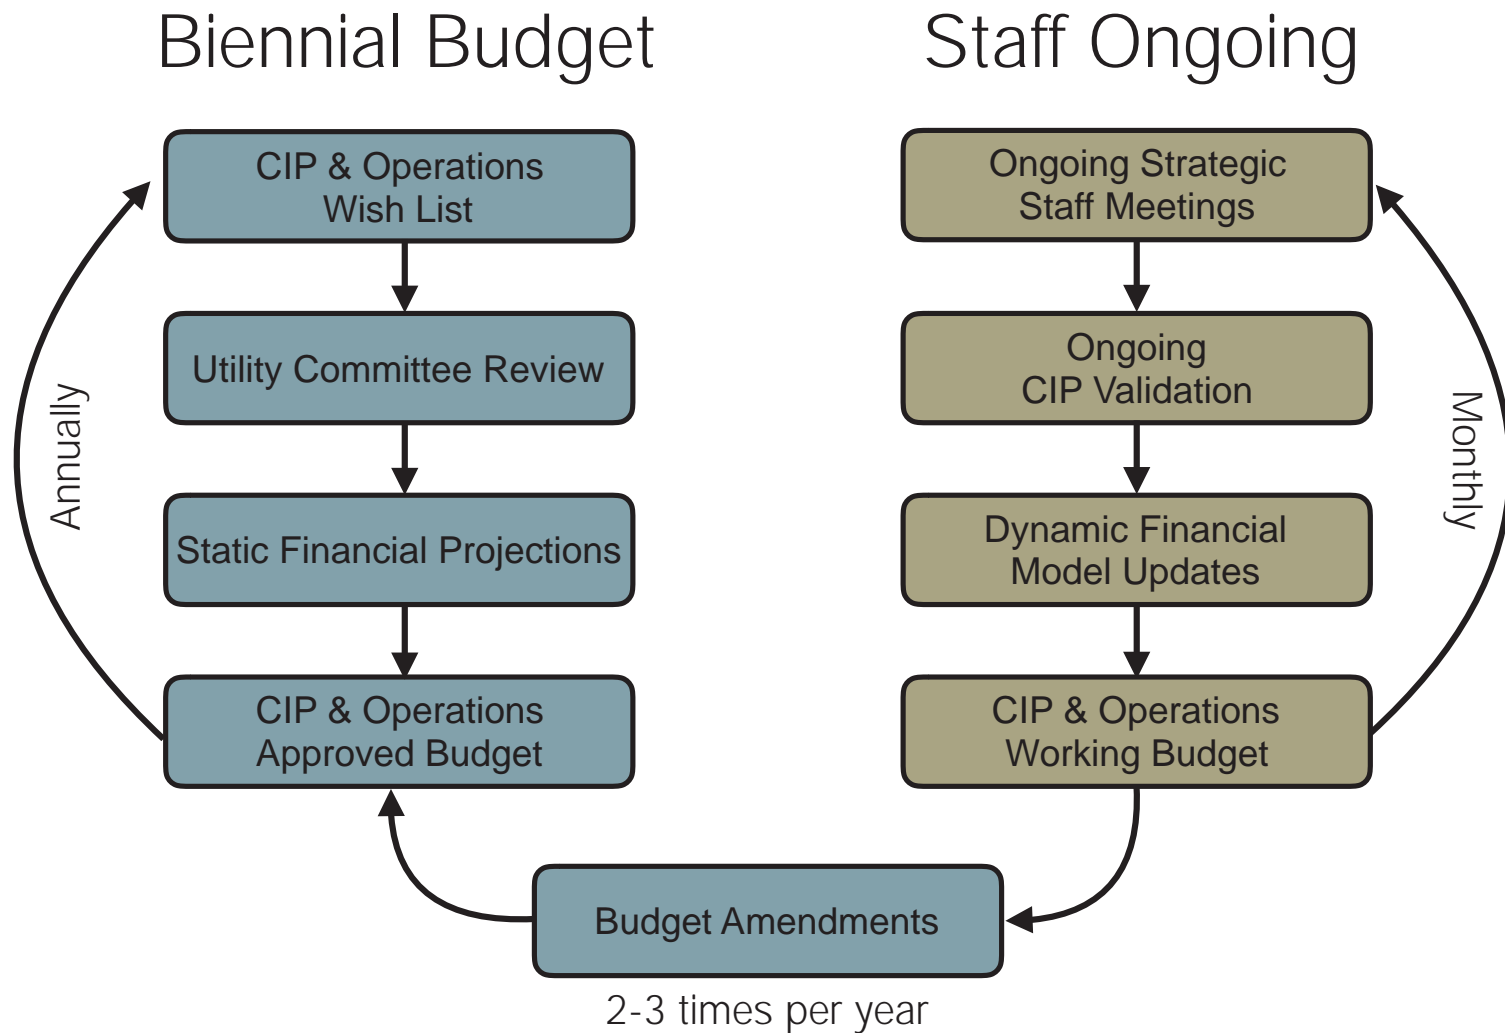 Biennial Budget
CIP & Operations
Wish List
Utility Committee Review
Static Financial Projections
CIP & Operations
Approved Budget
Annually
Staff Ongoing
Ongoing Strategic
Staff Meetings
Ongoing
CIP Validation
Dynamic Financial
Model Updates
CIP & Operations
Working Budget
Monthly
Budget Amendments
2-3 times per year